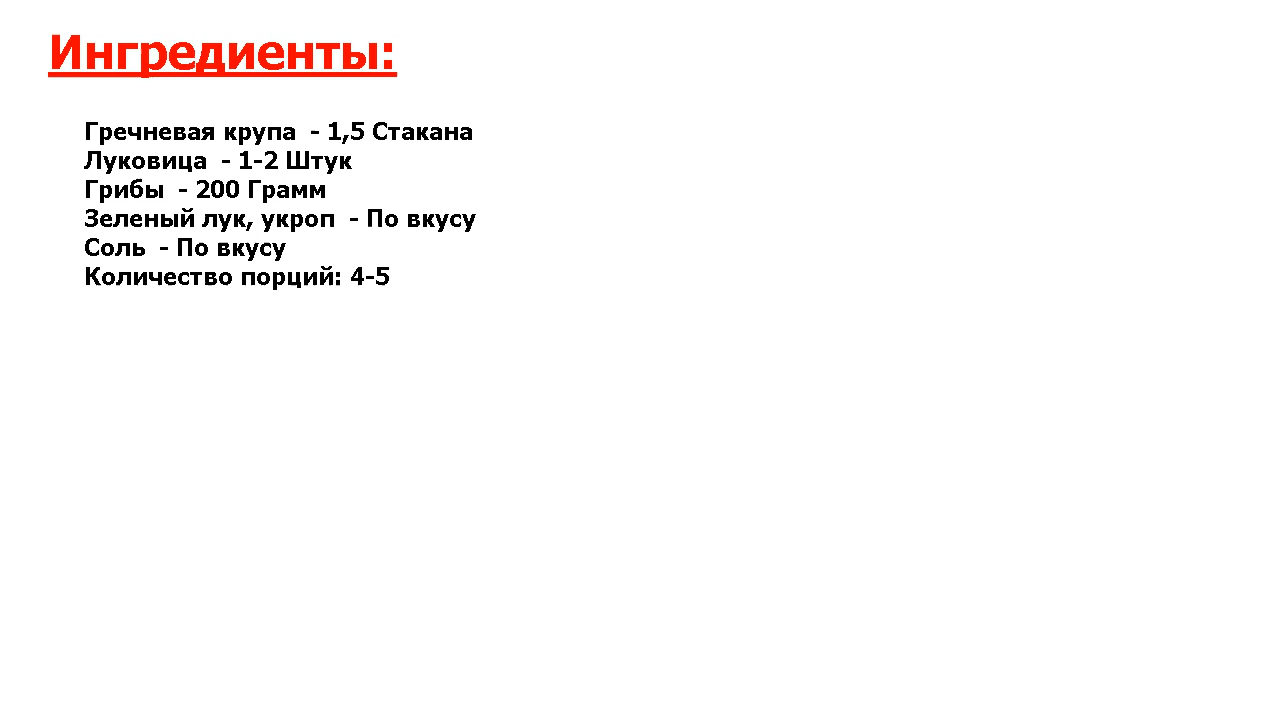 Ингредиенты:
Гречневая крупа  - 1,5 Стакана
Луковица  - 1-2 Штук
Грибы  - 200 Грамм
Зеленый лук, укроп  - По вкусу
Соль  - По вкусу
Количество порций: 4-5